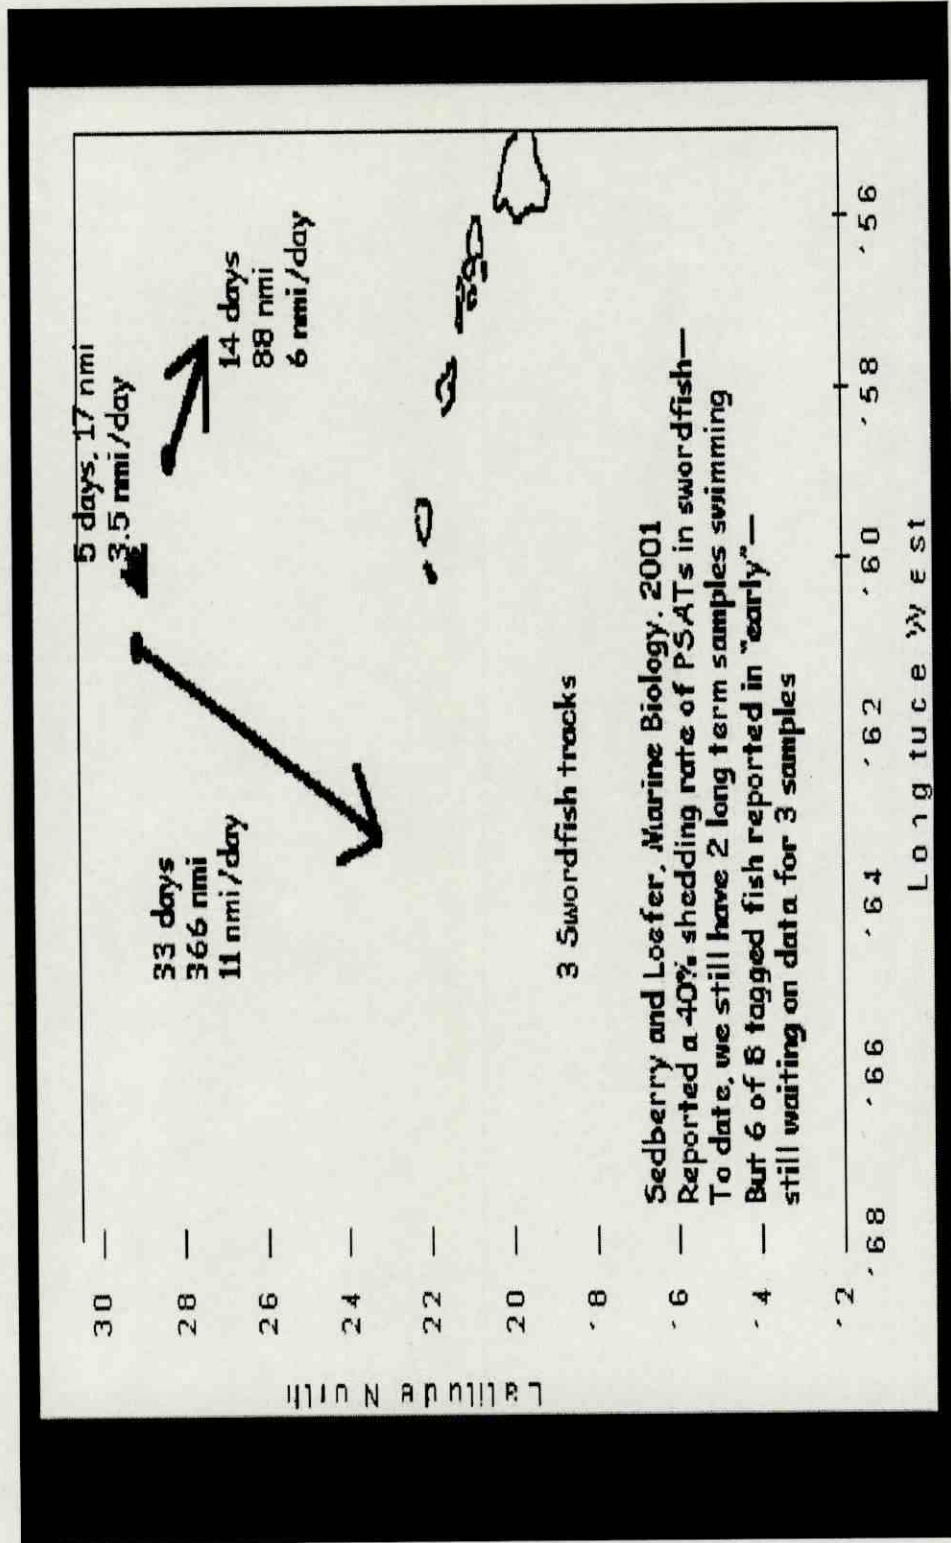 5 days, 17 nmi
3.5 nmi/day
14 days
88 nmi
6 nmi/day
33 days
366 nmi
11 nmi/day
3 Swordfish tracks
Sedberry and Loefer, Marine Biology. 2001
Reported a 40% shedding rate of PSATs in swordfish—
To date, we still have 2 long term samples swimming
But 6 of 8 tagged fish reported in "early"—
still waiting on data for 3 samples
30
28
26
24
22
20
'8
'6
'4
'2
'68
'66
'64
'62
'60
'58
'56